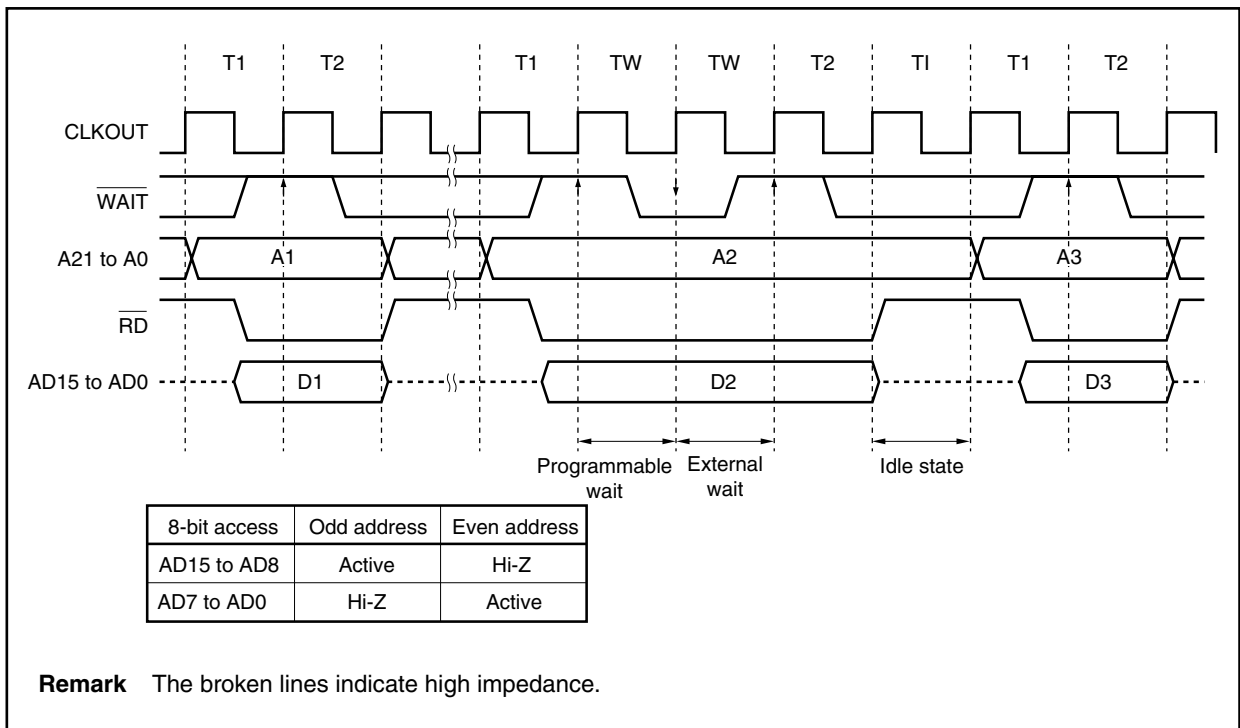 T1 T2 T1 TW TW T2 TI T1 T2
CLKOUT
WAIT
A21 to A0 A1 A2 A3
RD
AD15 to AD0 D1 D2 D3
Programmable wait
External wait
Idle state
8-bit access Odd address Even address
AD15 to AD8 Active Hi-Z
AD7 to AD0 Hi-Z Active
Remark The broken lines indicate high impedance.